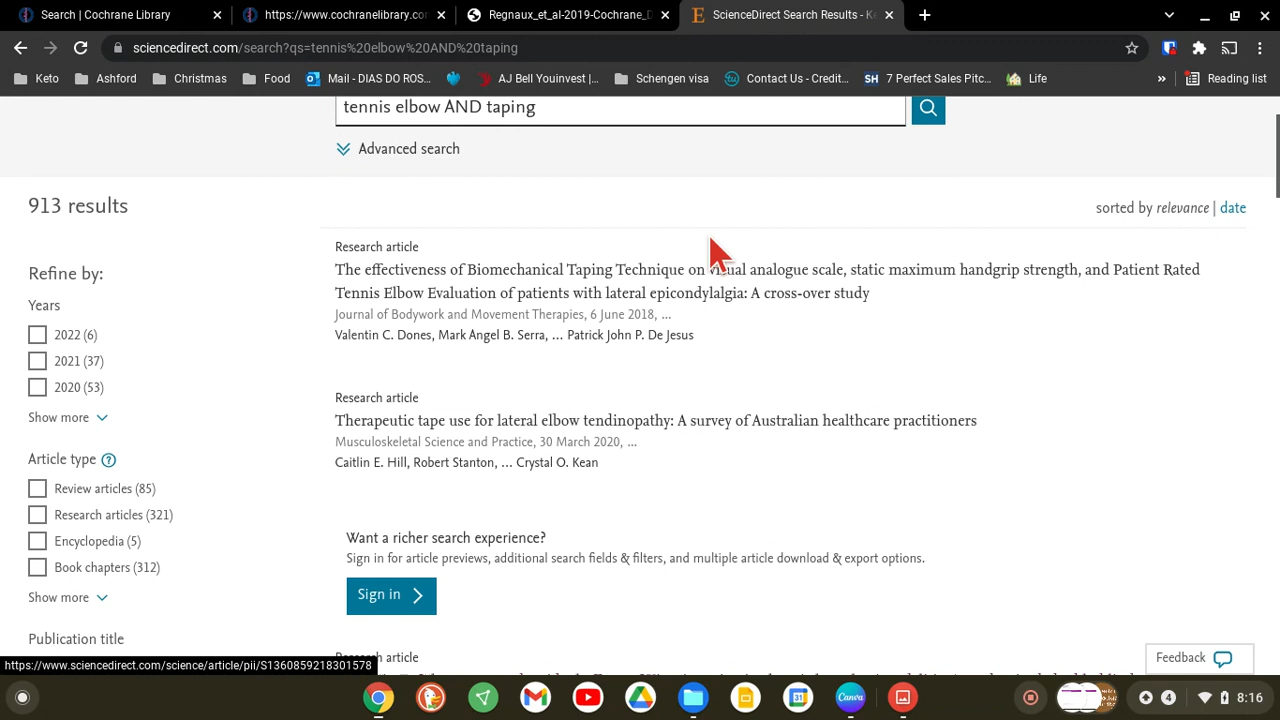 Search | Cochrane Library
https://www.cochranelibrary.co
Regnaux_et_al-2019-Cochrane_D
ScienceDirect Search Results - Ke
sciencedirect.com/search?qs=tennis%20elbow%20AND%20taping
Keto
Ashford
Christmas
Food
Mail - DIAS DO ROS...
AJ Bell Youinvest |...
Schengen visa
Contact Us - Credit...
SH 7 Perfect Sales Pitc...
Life
»
Reading list
tennis elbow AND taping
Advanced search
913 results
sorted by relevance | date
Refine by:
Years
2022 (6)
2021 (37)
2020 (53)
Show more
Article type
Review articles (85)
Research articles (321)
Encyclopedia (5)
Book chapters (312)
Show more
Publication title
Research article
The effectiveness of Biomechanical Taping Technique on visual analogue scale, static maximum handgrip strength, and Patient Rated
Tennis Elbow Evaluation of patients with lateral epicondylalgia: A cross-over study
Journal of Bodywork and Movement Therapies, 6 June 2018, ...
Valentin C. Dones, Mark Angel B. Serra, ... Patrick John P. De Jesus
Research article
Therapeutic tape use for lateral elbow tendinopathy: A survey of Australian healthcare practitioners
Musculoskeletal Science and Practice, 30 March 2020, ...
Caitlin E. Hill, Robert Stanton, ... Crystal O. Kean
Want a richer search experience?
Sign in for article previews, additional search fields & filters, and multiple article download & export options.
Sign in
Research article
Feedback
https://www.sciencedirect.com/science/article/pii/S1360859218301578
4
8:16